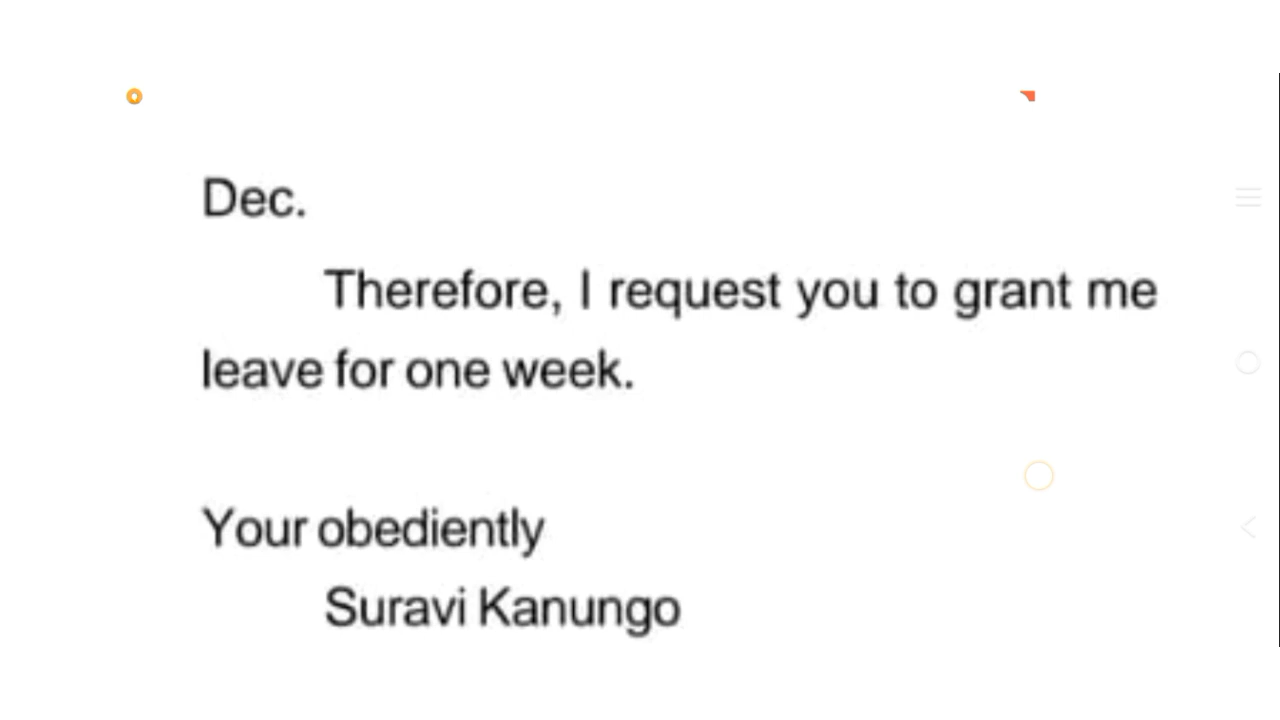 Dec.
Therefore, I request you to grant me
leave for one week.
Your obediently
Suravi Kanungo